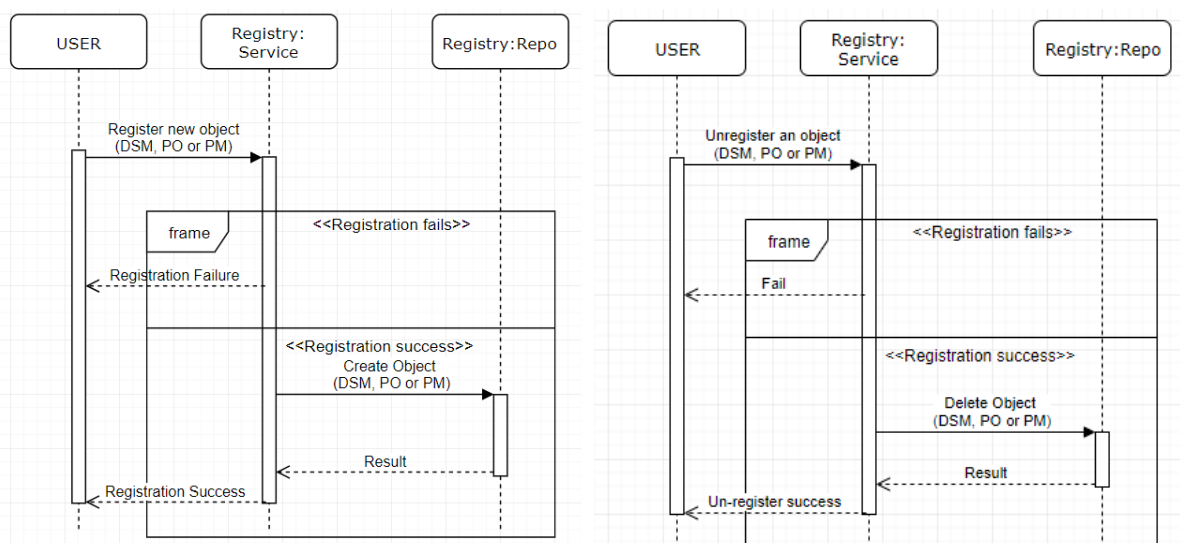 USER
Registry:
Service
Registry:Repo
Register new object
(DSM, PO or PM)
frame
<<Registration fails>>
Registration Failure
<<Registration success>>
Create Object
(DSM, PO or PM)
Result
Registration Success
USER
Registry:
Service
Registry:Repo
Unregister an object
(DSM, PO or PM)
frame
<<Registration fails>>
Fail
<<Registration success>>
Delete Object
(DSM, PO or PM)
Result
Un-register success